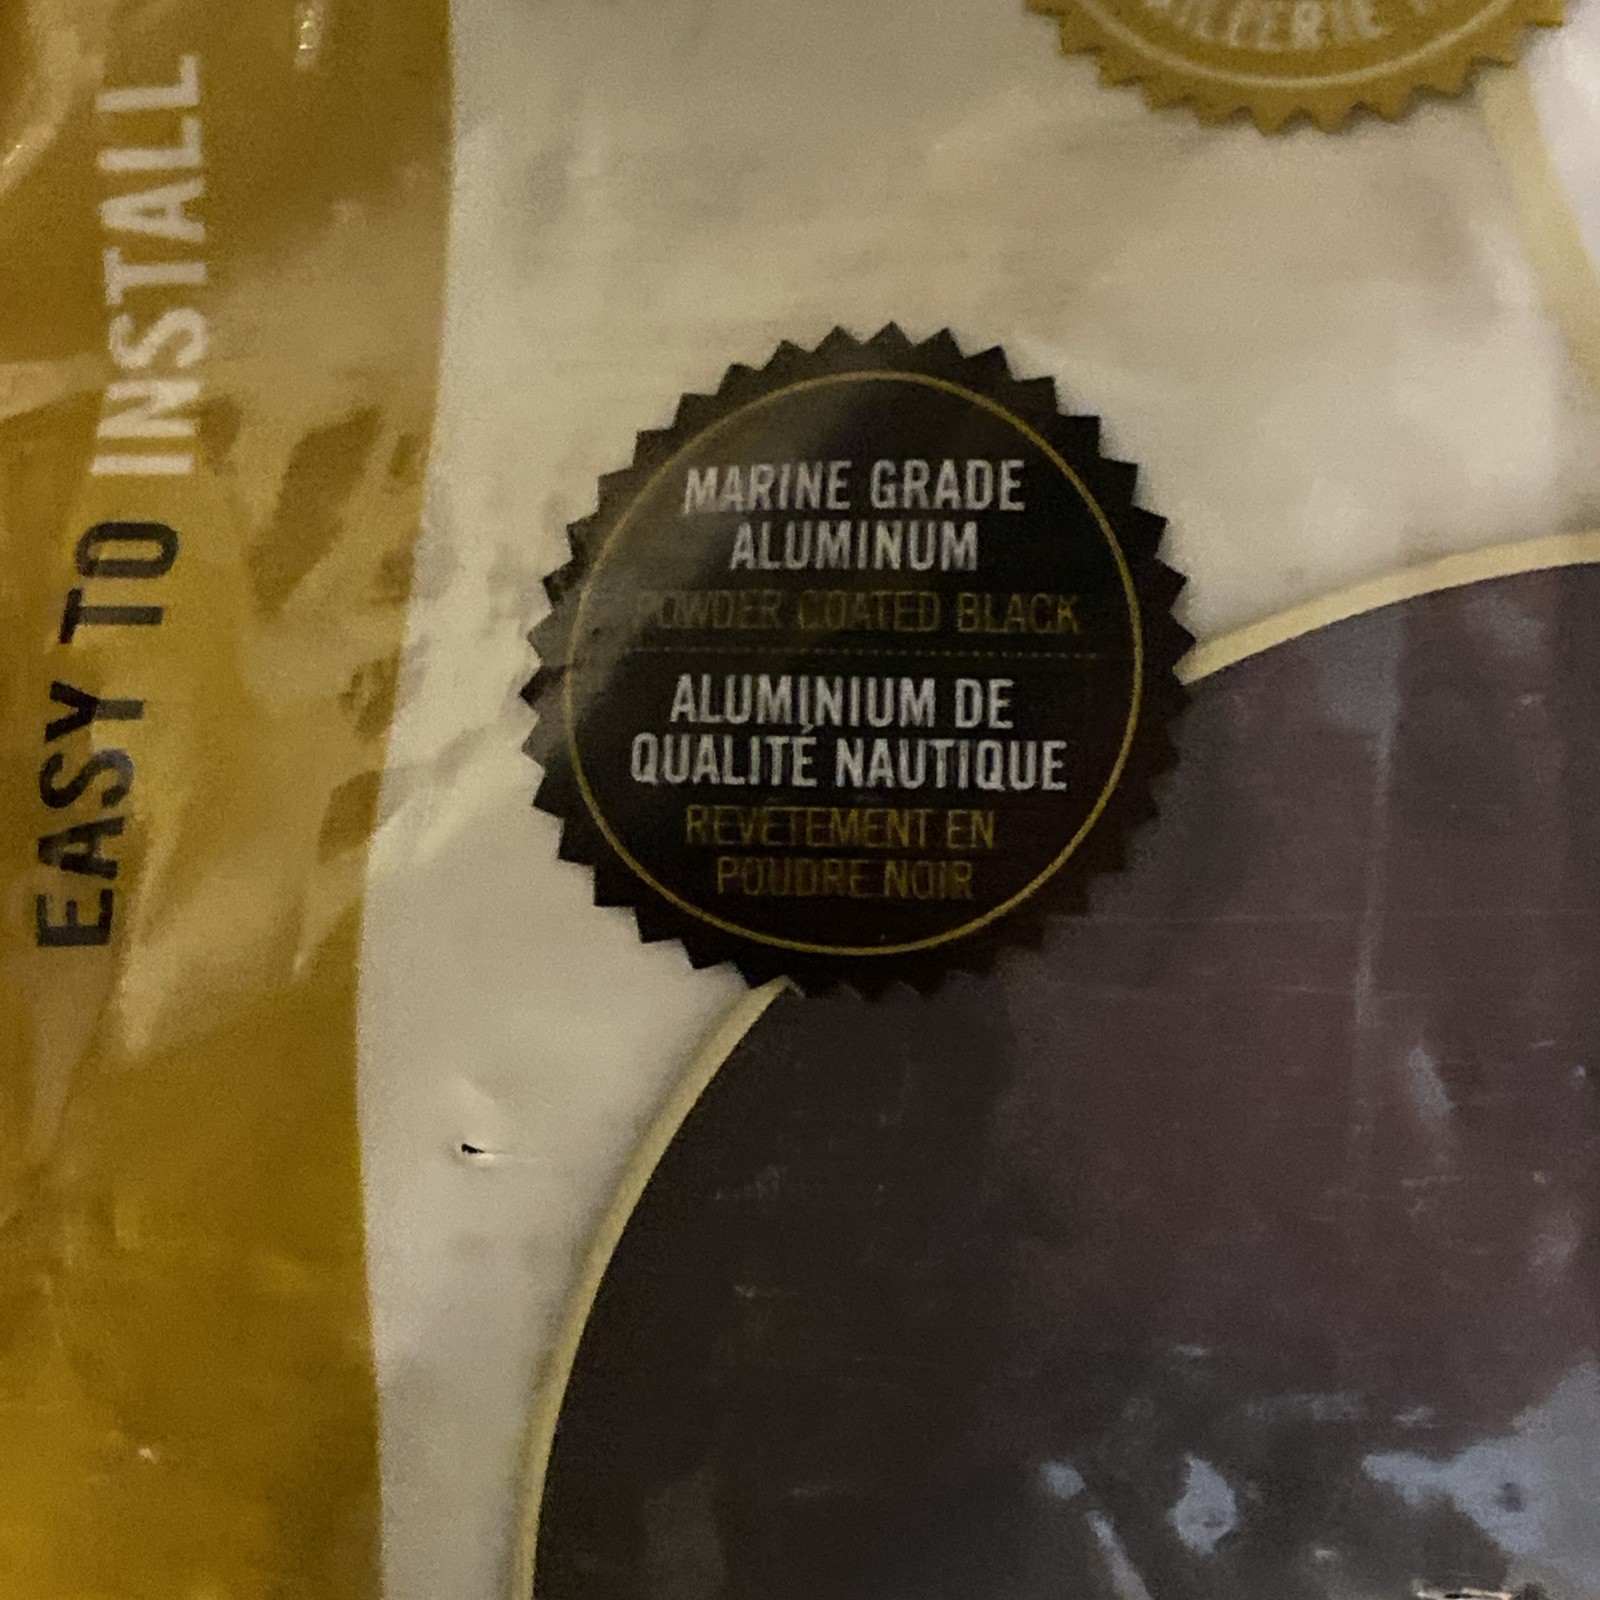 EASY TO INSTALL
MARINE GRADE
ALUMINUM
POWDER COATED BLACK
ALUMINIUM DE
QUALITÉ NAUTIQUE
REVÊTEMENT EN
POUDRE NOIR